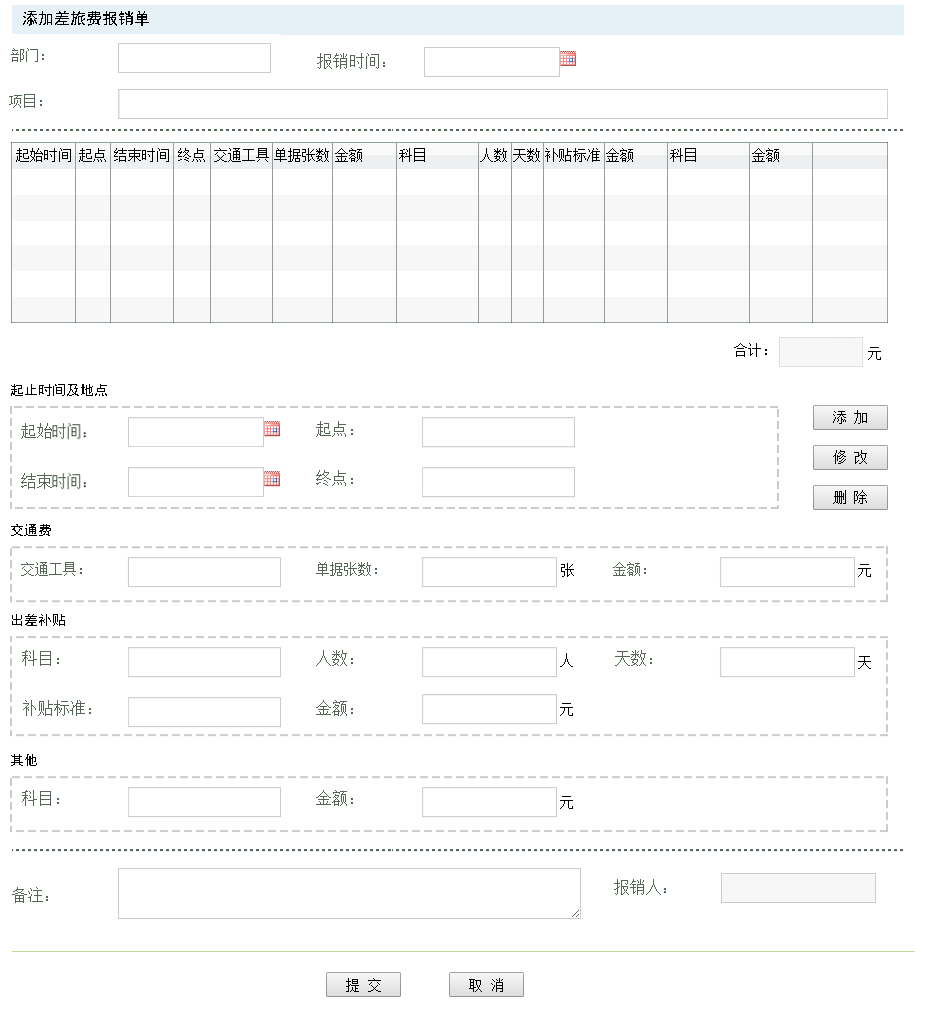 添加差旅费报销单
部门： 报销时间：
项目：
起始时间 起点 结束时间 终点 交通工具 单据张数 金额 科目 人数 天数 补贴标准 金额 科目 金额
合计： 元
起止时间及地点
起始时间： 起点： 添 加
修 改
结束时间： 终点：
删 除
交通费
交通工具： 单据张数： 张 金额： 元
出差补贴
科目： 人数： 人 天数： 天
补贴标准： 金额： 元
其他
科目： 金额： 元
备注： 报销人：
提 交 取 消